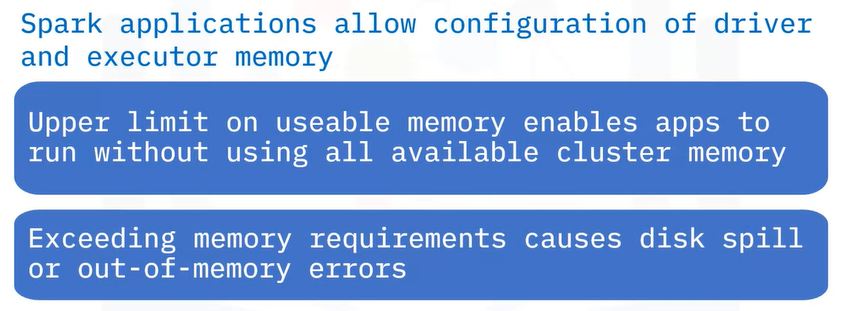 Spark applications allow configuration of driver
and executor memory
Upper limit on useable memory enables apps to
run without using all available cluster memory
Exceeding memory requirements causes disk spill
or out-of-memory errors